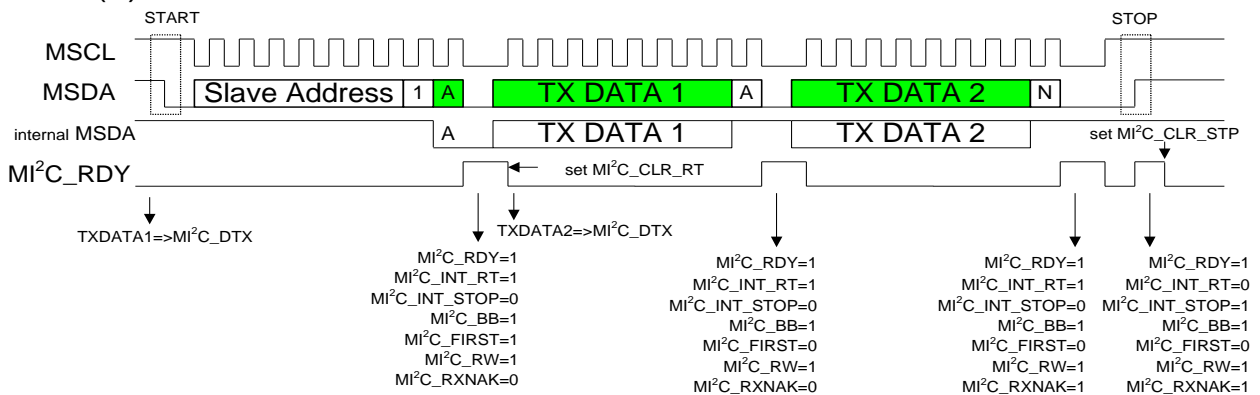 START
STOP
MSCL
MSDA
Slave Address 1 A TX DATA 1 A TX DATA 2 N
internal MSDA
A TX DATA 1 TX DATA 2
set MI²C_CLR_STP
MI²C_RDY
set MI²C_CLR_RT
TXDATA1=>MI²C_DTX
TXDATA2=>MI²C_DTX
MI²C_RDY=1
MI²C_INT_RT=1
MI²C_INT_STOP=0
MI²C_BB=1
MI²C_FIRST=1
MI²C_RW=1
MI²C_RXNAK=0
MI²C_RDY=1
MI²C_INT_RT=1
MI²C_INT_STOP=0
MI²C_BB=1
MI²C_FIRST=0
MI²C_RW=1
MI²C_RXNAK=0
MI²C_RDY=1
MI²C_INT_RT=1
MI²C_INT_STOP=0
MI²C_BB=1
MI²C_FIRST=0
MI²C_RW=1
MI²C_RXNAK=1
MI²C_RDY=1
MI²C_INT_RT=0
MI²C_INT_STOP=1
MI²C_BB=1
MI²C_FIRST=0
MI²C_RW=1
MI²C_RXNAK=1